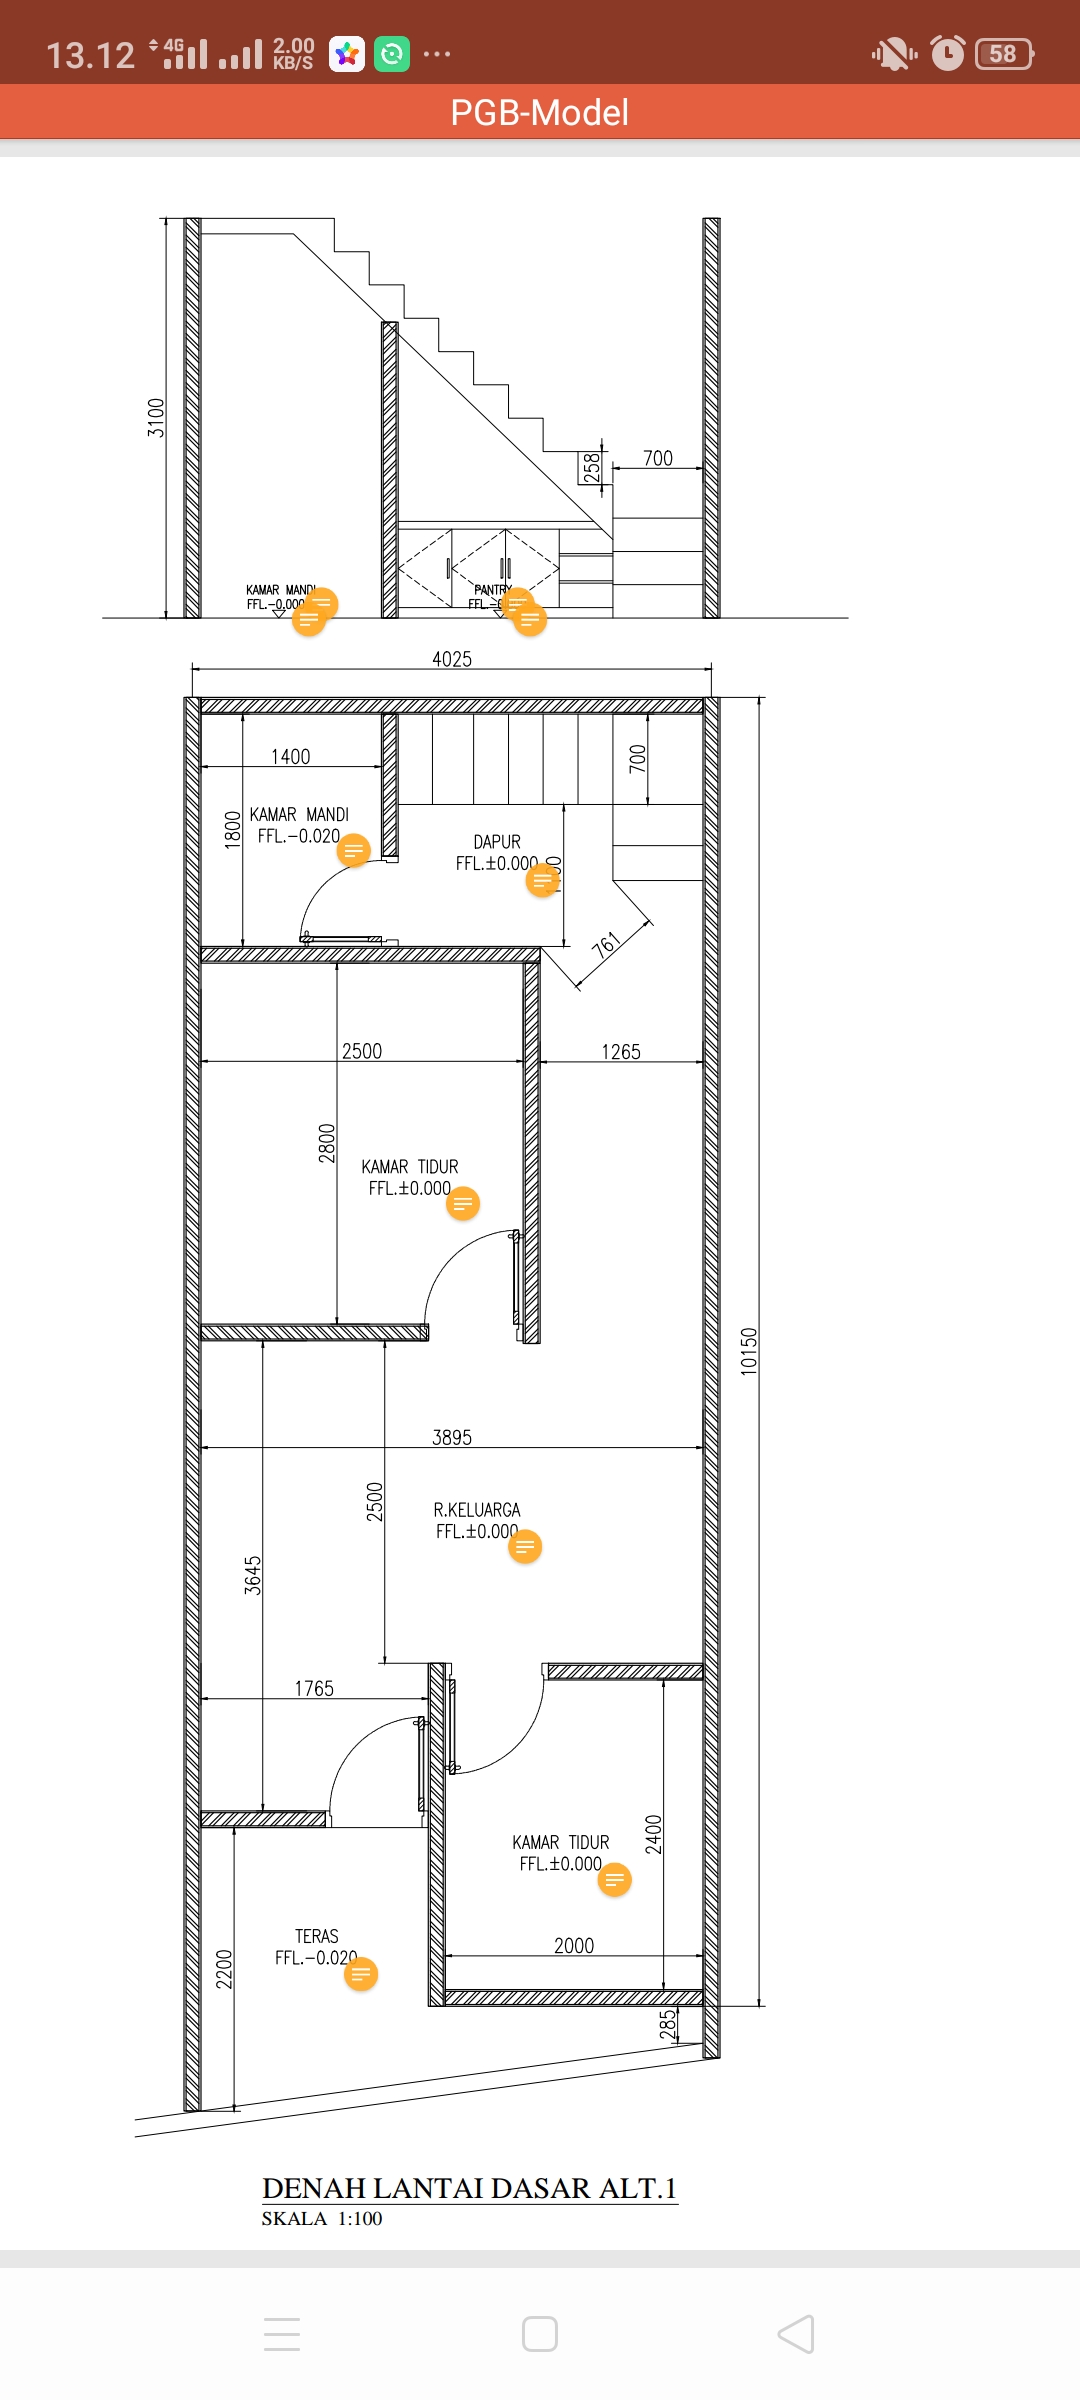 13.12
4G
2.00
KB/S
58
PGB-Model
3100
258
700
KAMAR MANDI
FFL.-0.000
PANTRY
FFL.
4025
1400
700
1800
KAMAR MANDI
FFL.-0.020
DAPUR
FFL.±0.000
761
2500
1265
2800
KAMAR TIDUR
FFL.±0.000
10150
3895
2500
R.KELUARGA
FFL.±0.000
3645
1765
2400
KAMAR TIDUR
FFL.±0.000
TERAS
FFL.-0.020
2000
2200
285
DENAH LANTAI DASAR ALT.1
SKALA 1:100